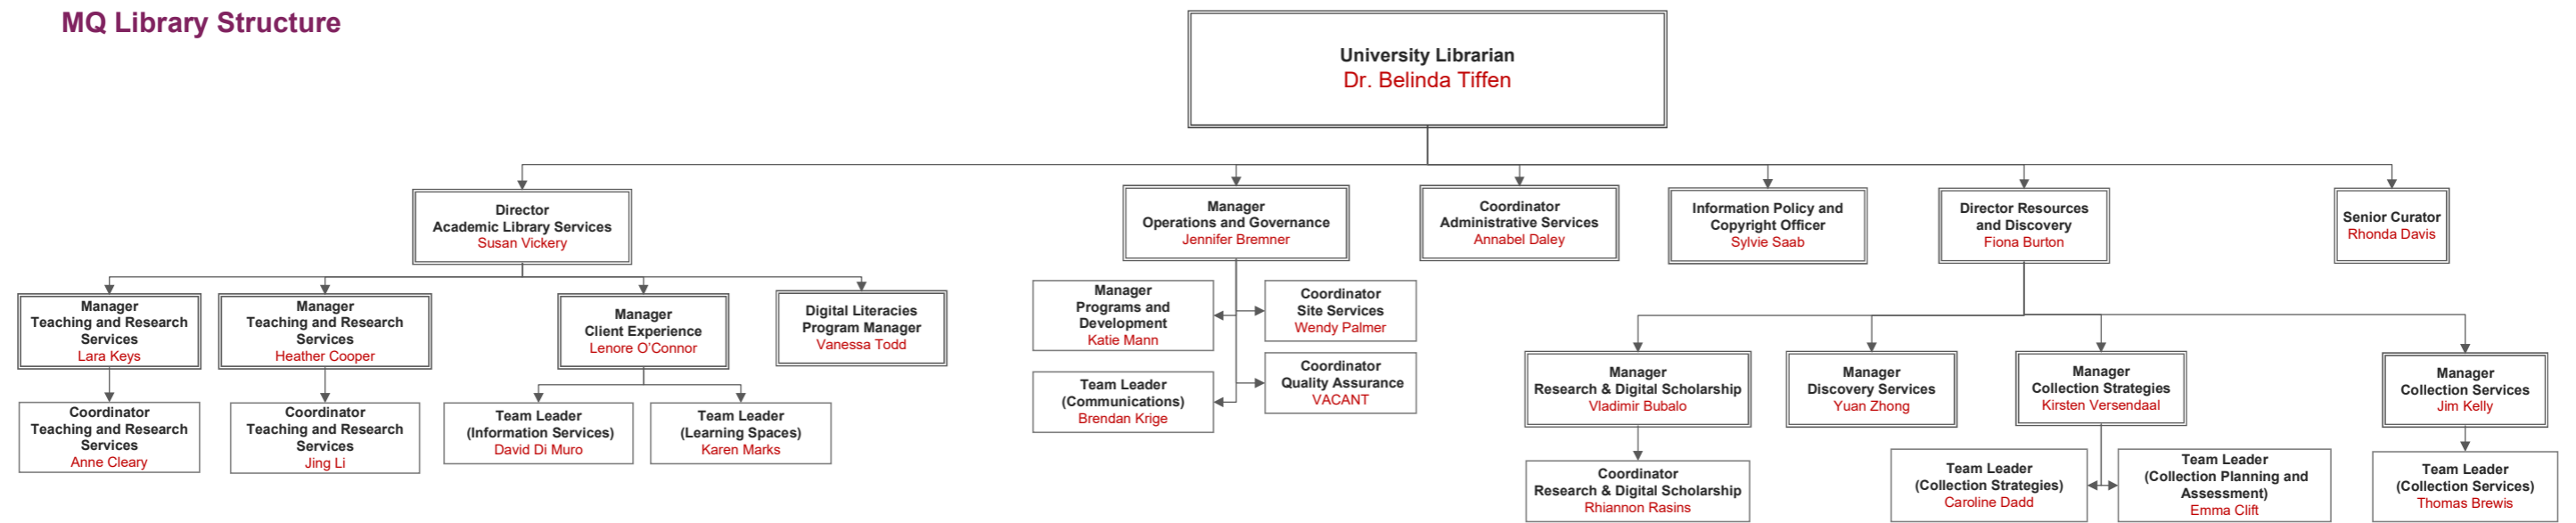 MQ Library Structure
University Librarian
Dr. Belinda Tiffen
Director
Academic Library Services
Susan Vickery
Manager
Operations and Governance
Jennifer Bremner
Coordinator
Administrative Services
Annabel Daley
Information Policy and
Copyright Officer
Sylvie Saab
Director Resources
and Discovery
Fiona Burton
Senior Curator
Rhonda Davis
Manager
Teaching and Research
Services
Lara Keys
Manager
Teaching and Research
Services
Heather Cooper
Manager
Client Experience
Lenore O'Connor
Digital Literacies
Program Manager
Vanessa Todd
Manager
Programs and
Development
Katie Mann
Coordinator
Site Services
Wendy Palmer
Team Leader
(Communications)
Brendan Krige
Coordinator
Quality Assurance
VACANT
Manager
Research & Digital Scholarship
Vladimir Bubalo
Manager
Discovery Services
Yuan Zhong
Manager
Collection Strategies
Kirsten Versendaal
Manager
Collection Services
Jim Kelly
Coordinator
Teaching and Research
Services
Anne Cleary
Coordinator
Teaching and Research
Services
Jing Li
Team Leader
(Information Services)
David Di Muro
Team Leader
(Learning Spaces)
Karen Marks
Coordinator
Research & Digital Scholarship
Rhiannon Rasins
Team Leader
(Collection Strategies)
Caroline Dadd
Team Leader
(Collection Planning and
Assessment)
Emma Clift
Team Leader
(Collection Services)
Thomas Brewis